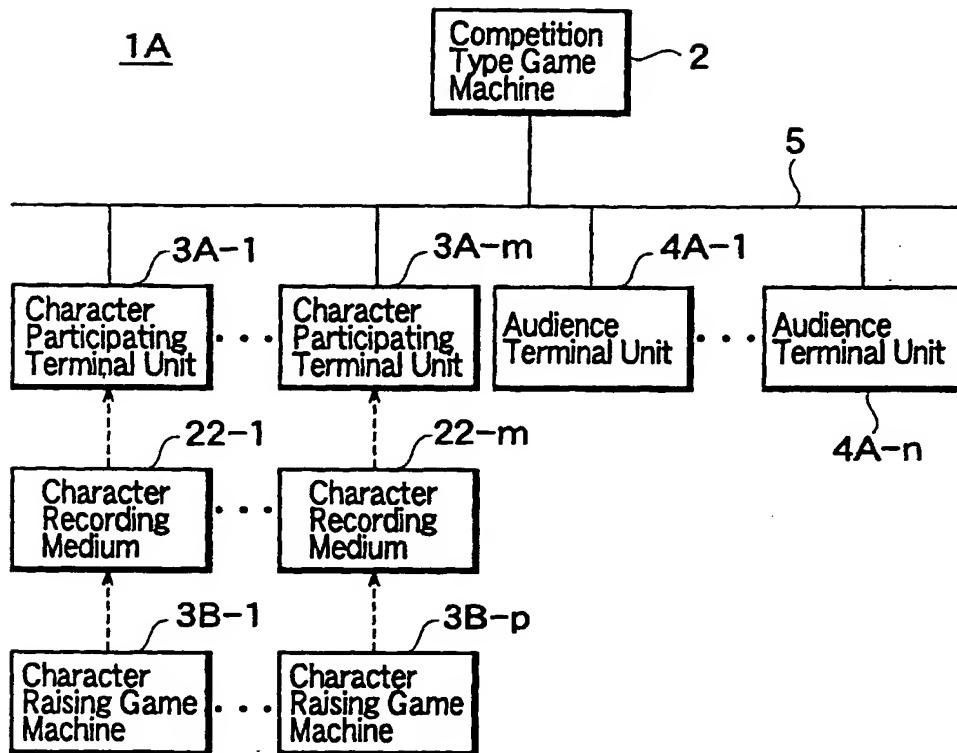 1A
Competition
Type Game
Machine
2
5
3A-1
3A-m
4A-1
Character
Participating
Terminal Unit
Character
Participating
Terminal Unit
Audience
Terminal Unit
Audience
Terminal Unit
4A-n
22-1
22-m
Character
Recording
Medium
Character
Recording
Medium
3B-1
3B-p
Character
Raising Game
Machine
Character
Raising Game
Machine